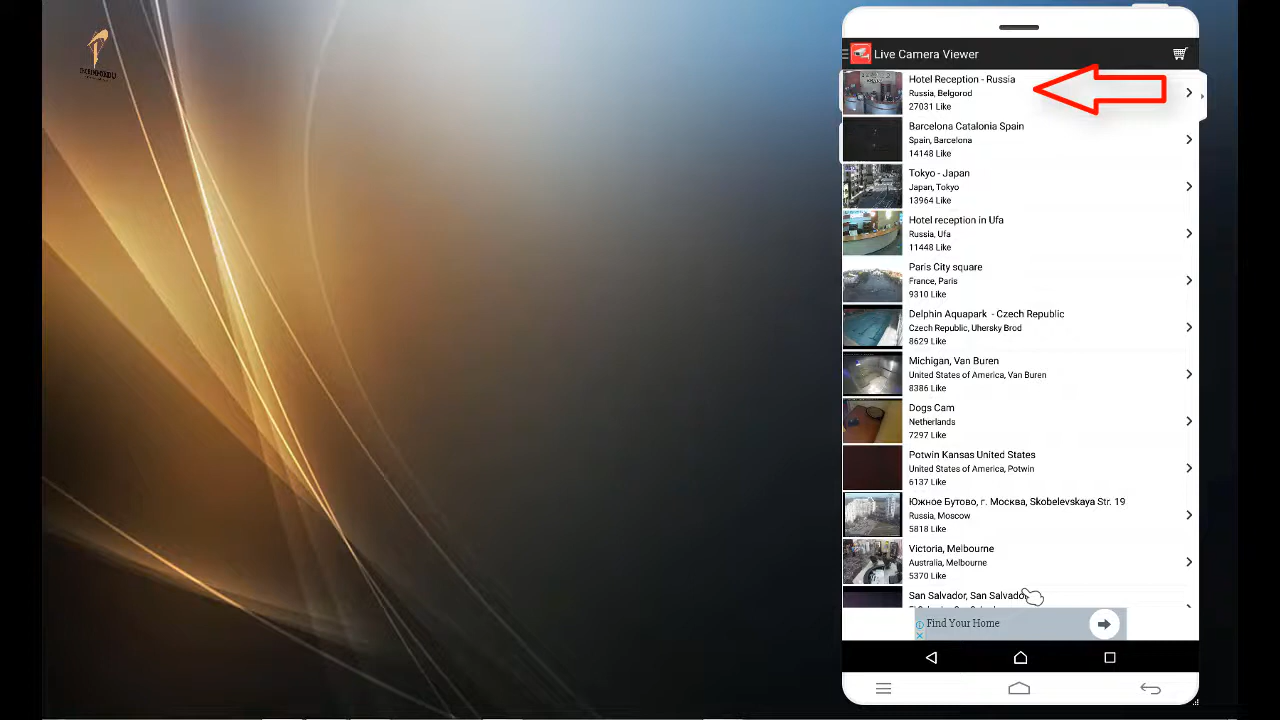 Live Camera Viewer
Hotel Reception - Russia
Russia, Belgorod
27031 Like
Barcelona Catalonia Spain
Spain, Barcelona
14148 Like
Tokyo - Japan
Japan, Tokyo
13964 Like
Hotel reception in Ufa
Russia, Ufa
11448 Like
Paris City square
France, Paris
9310 Like
Delphin Aquapark - Czech Republic
Czech Republic, Uhersky Brod
8629 Like
Michigan, Van Buren
United States of America, Van Buren
8386 Like
Dogs Cam
Netherlands
7297 Like
Potwin Kansas United States
United States of America, Potwin
6137 Like
Южное Бутово, г. Москва, Skobelevskaya Str. 19
Russia, Moscow
5818 Like
Victoria, Melbourne
Australia, Melbourne
5370 Like
San Salvador, San Salvador
Find Your Home